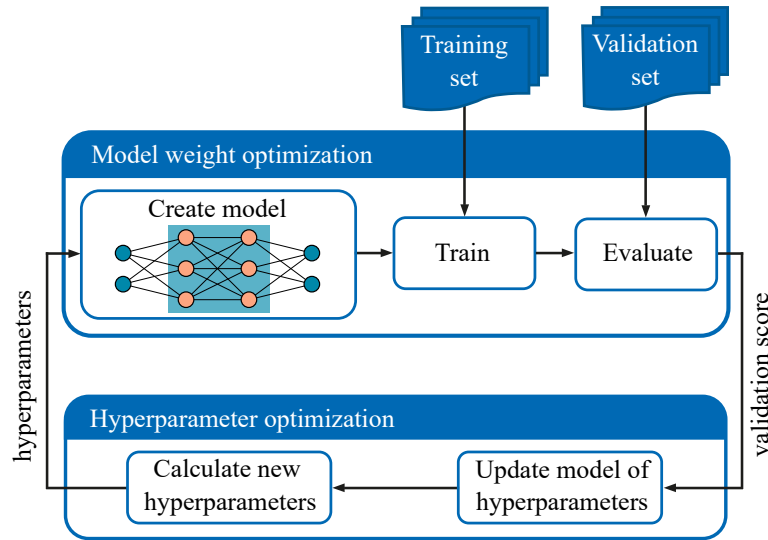 Training
set
Validation
set
Model weight optimization
Create model
Train
Evaluate
hyperparameters
validation score
Hyperparameter optimization
Calculate new
hyperparameters
Update model of
hyperparameters